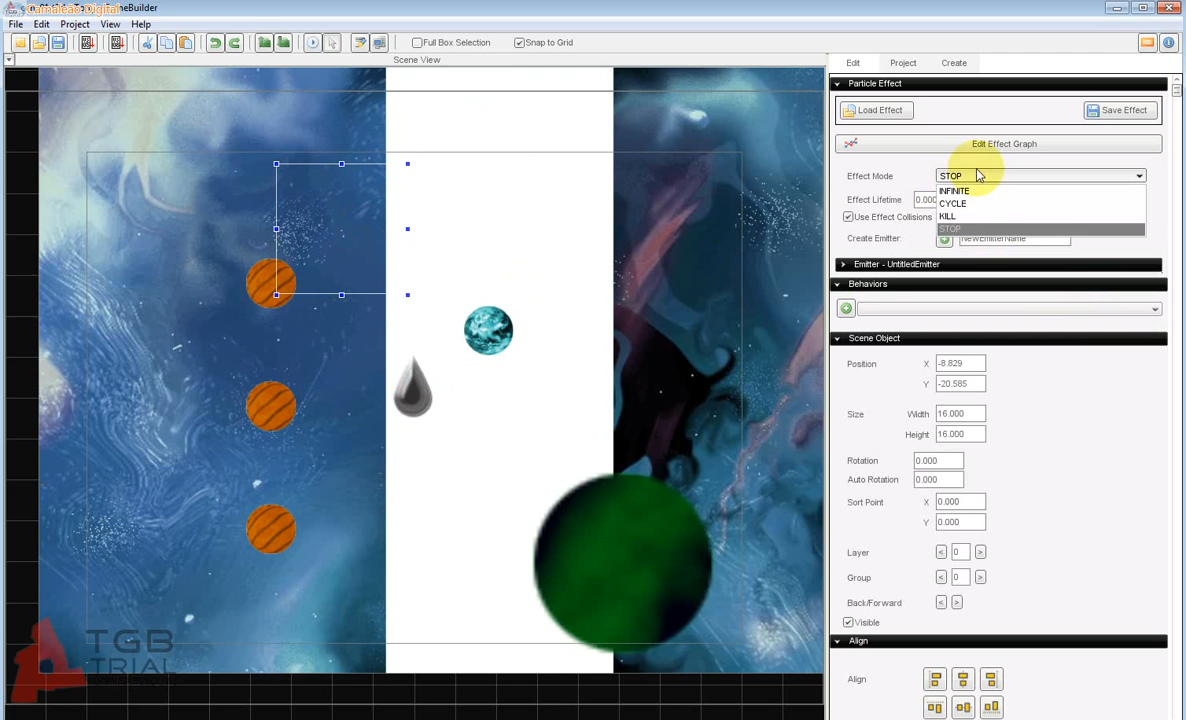 Camaleao Digital
eBuilder
File Edit Project View Help
Full Box Selection Snap to Grid
Scene View
Edit Project Create
Particle Effect
Load Effect Save Effect
Edit Effect Graph
Effect Mode STOP
INFINITE
CYCLE
KILL
STOP
Effect Lifetime 0.000
Use Effect Collisions
Create Emitter: NewEmitterName
Emitter - UntitledEmitter
Behaviors
Scene Object
Position X -8.829
Y -20.585
Size Width 16.000
Height 16.000
Rotation 0.000
Auto Rotation 0.000
Sort Point X 0.000
Y 0.000
Layer < 0 >
Group < 0 >
Back/Forward < >
Visible
Align
Align
TGB
TRIAL